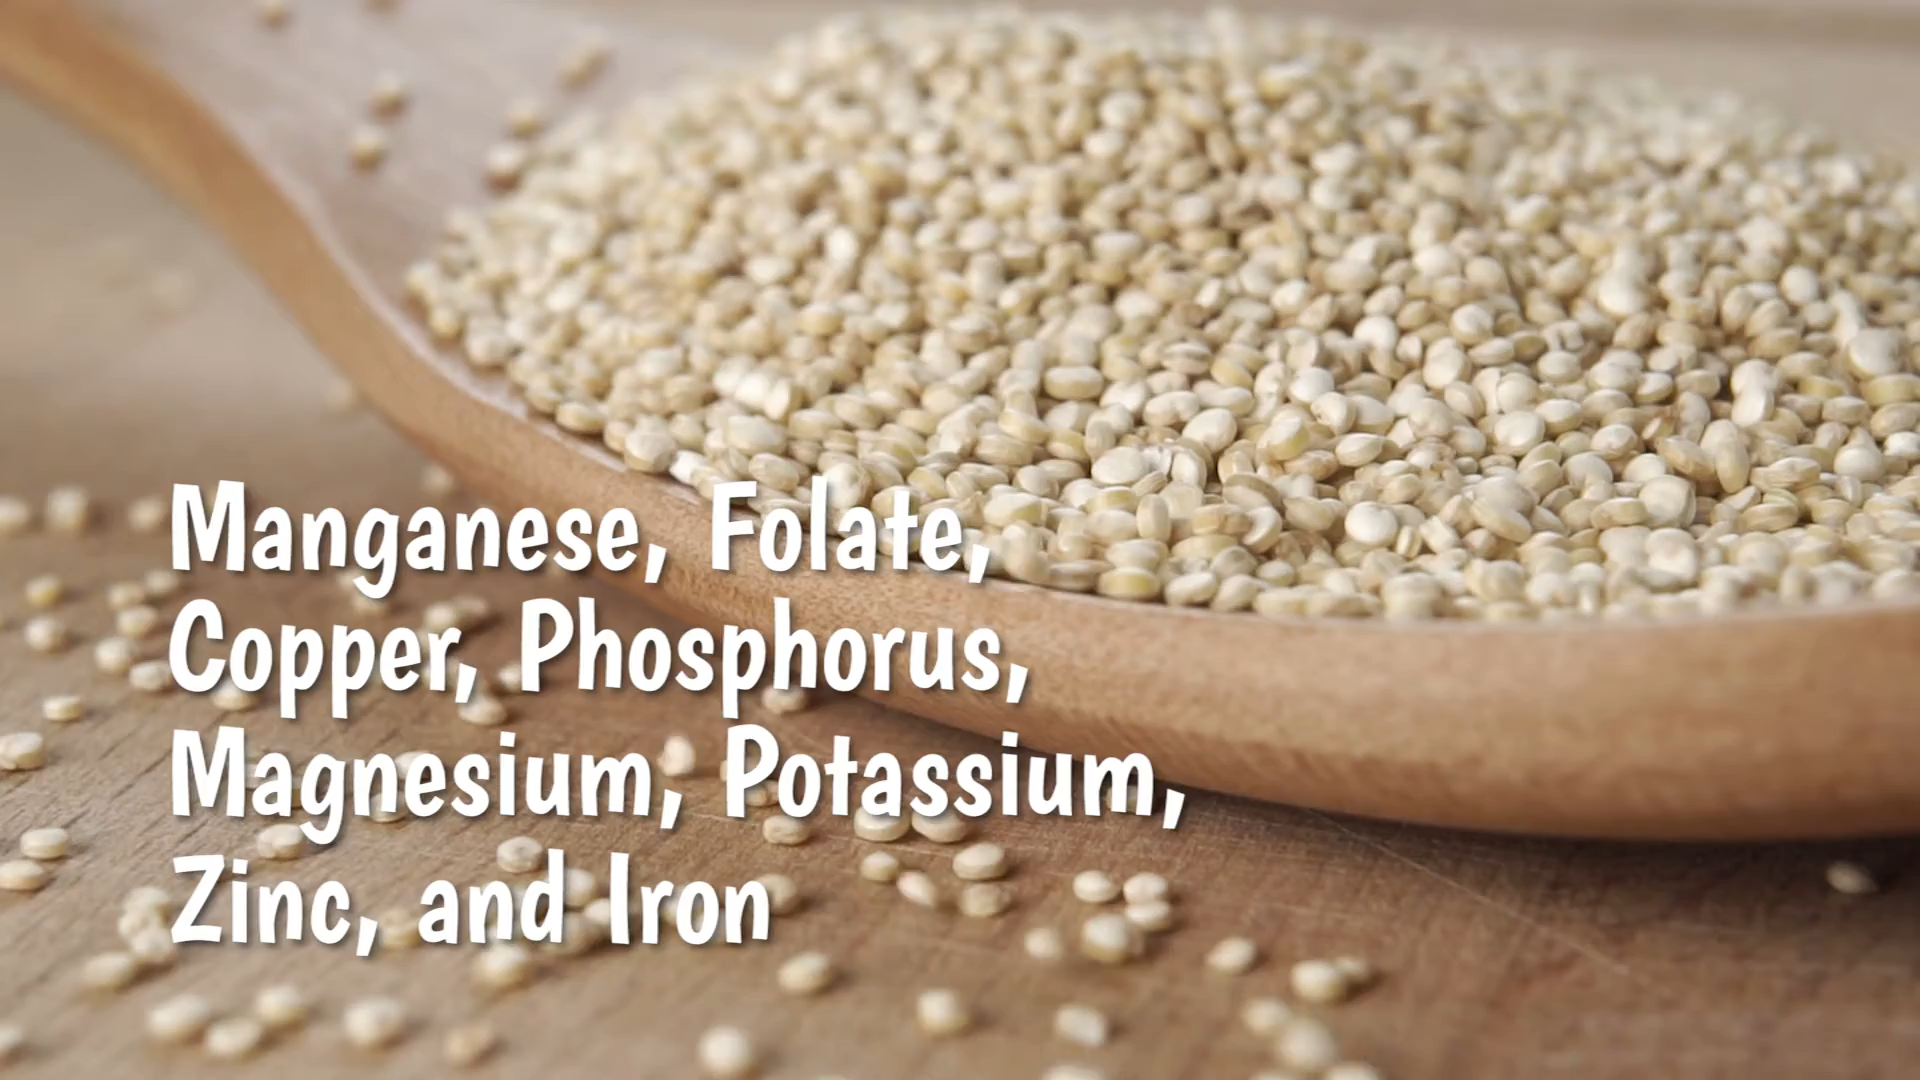 Manganese, Folate,
Copper, Phosphorus,
Magnesium, Potassium,
Zinc, and Iron